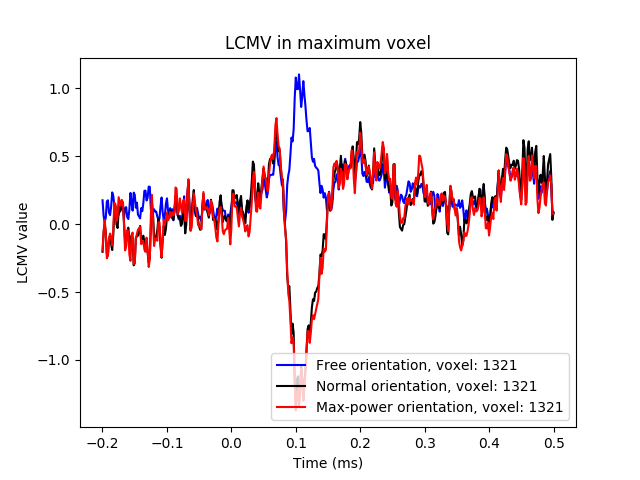 LCMV in maximum voxel
LCMV value
1.0
0.5
0.0
−0.5
−1.0
Free orientation, voxel: 1321
Normal orientation, voxel: 1321
Max-power orientation, voxel: 1321
−0.2 −0.1 0.0 0.1 0.2 0.3 0.4 0.5
Time (ms)